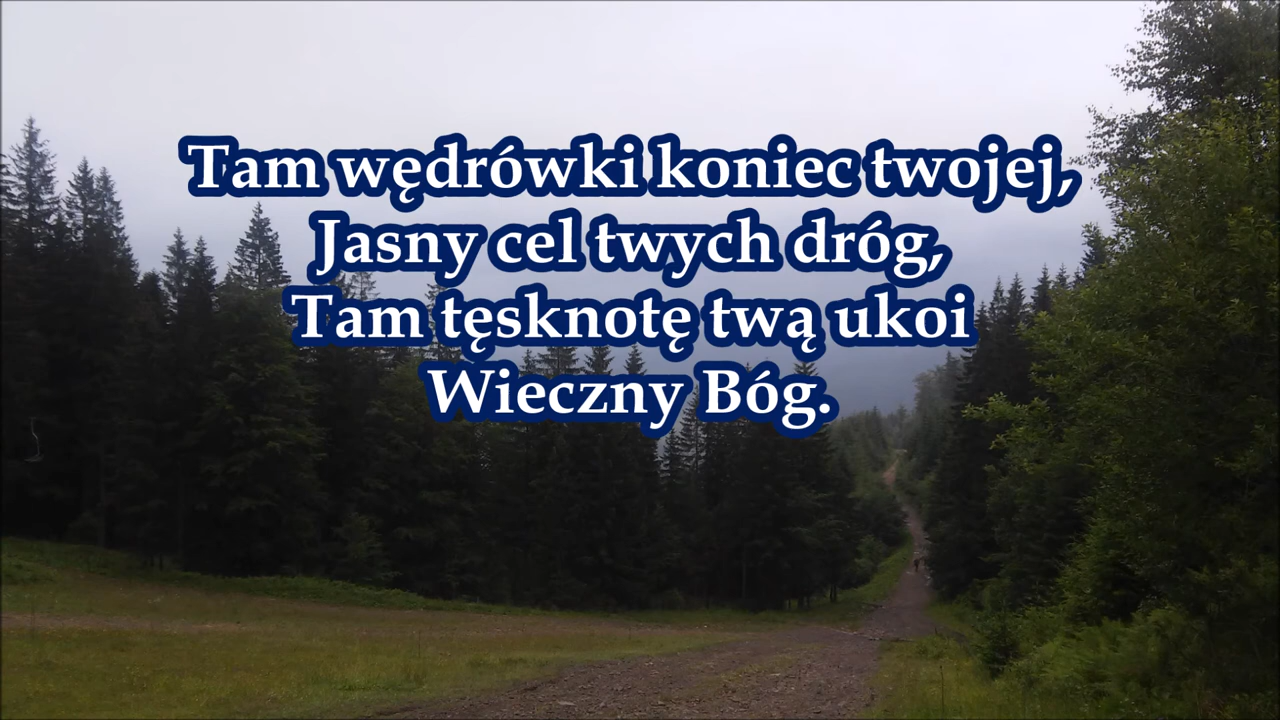 Tam wędrówki koniec twojej,
Jasny cel twych dróg,
Tam tęsknotę twą ukoi
Wieczny Bóg.